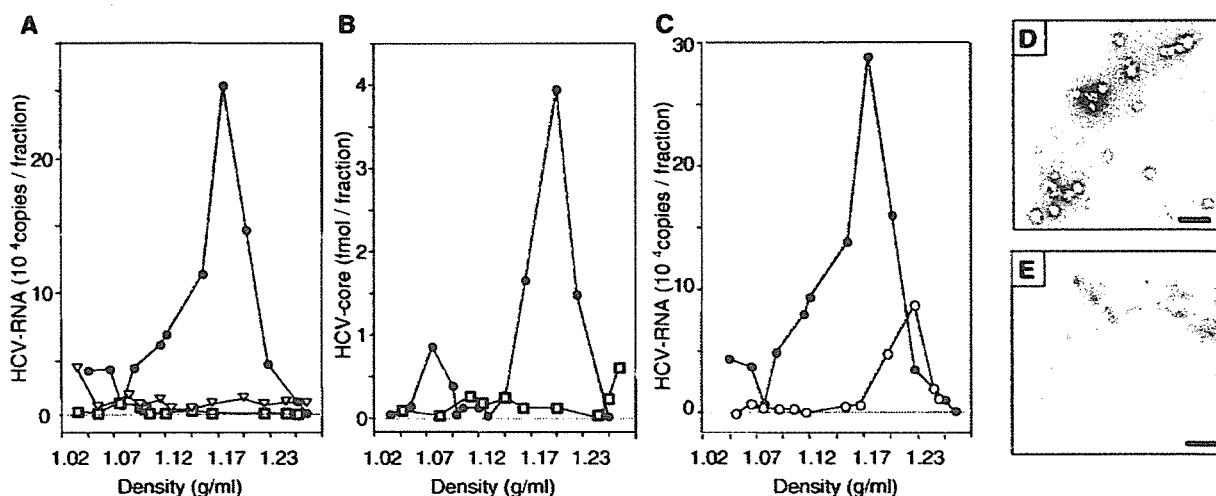 A
HCV-RNA (10 4copies / fraction)
20
10
0
1.02 1.07 1.12 1.17 1.23
Density (g/ml)
B
HCV-core (fmol / fraction)
4
3
2
1
0
1.02 1.07 1.12 1.17 1.23
Density (g/ml)
C
HCV-RNA (10 4copies / fraction)
30
20
10
0
1.02 1.07 1.12 1.17 1.23
Density (g/ml)
D
E